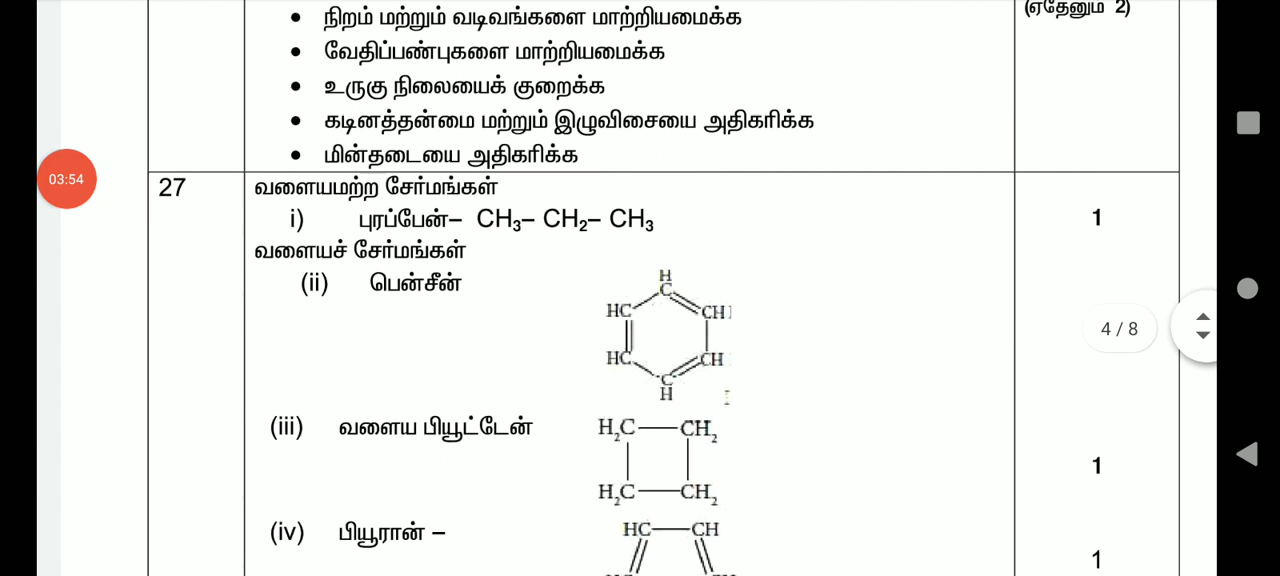 நிறம் மற்றும் வடிவங்களை மாற்றியமைக்க
(ஏதேனும் 2)
வேதிப்பண்புகளை மாற்றியமைக்க
உருகு நிலையைக் குறைக்க
கடினத்தன்மை மற்றும் இழுவிசையை அதிகரிக்க
மின்தடையை அதிகரிக்க
03:54
27
வளையமற்ற சேர்மங்கள்
i) புரப்பேன்– CH₃– CH₂– CH₃
1
வளையச் சேர்மங்கள்
(ii) பென்சீன்
H
C
HC CH
HC CH
C
H
4 / 8
(iii) வளைய பியூட்டேன்
H₂C CH₂
H₂C CH₂
1
(iv) பியூரான் –
HC CH
1